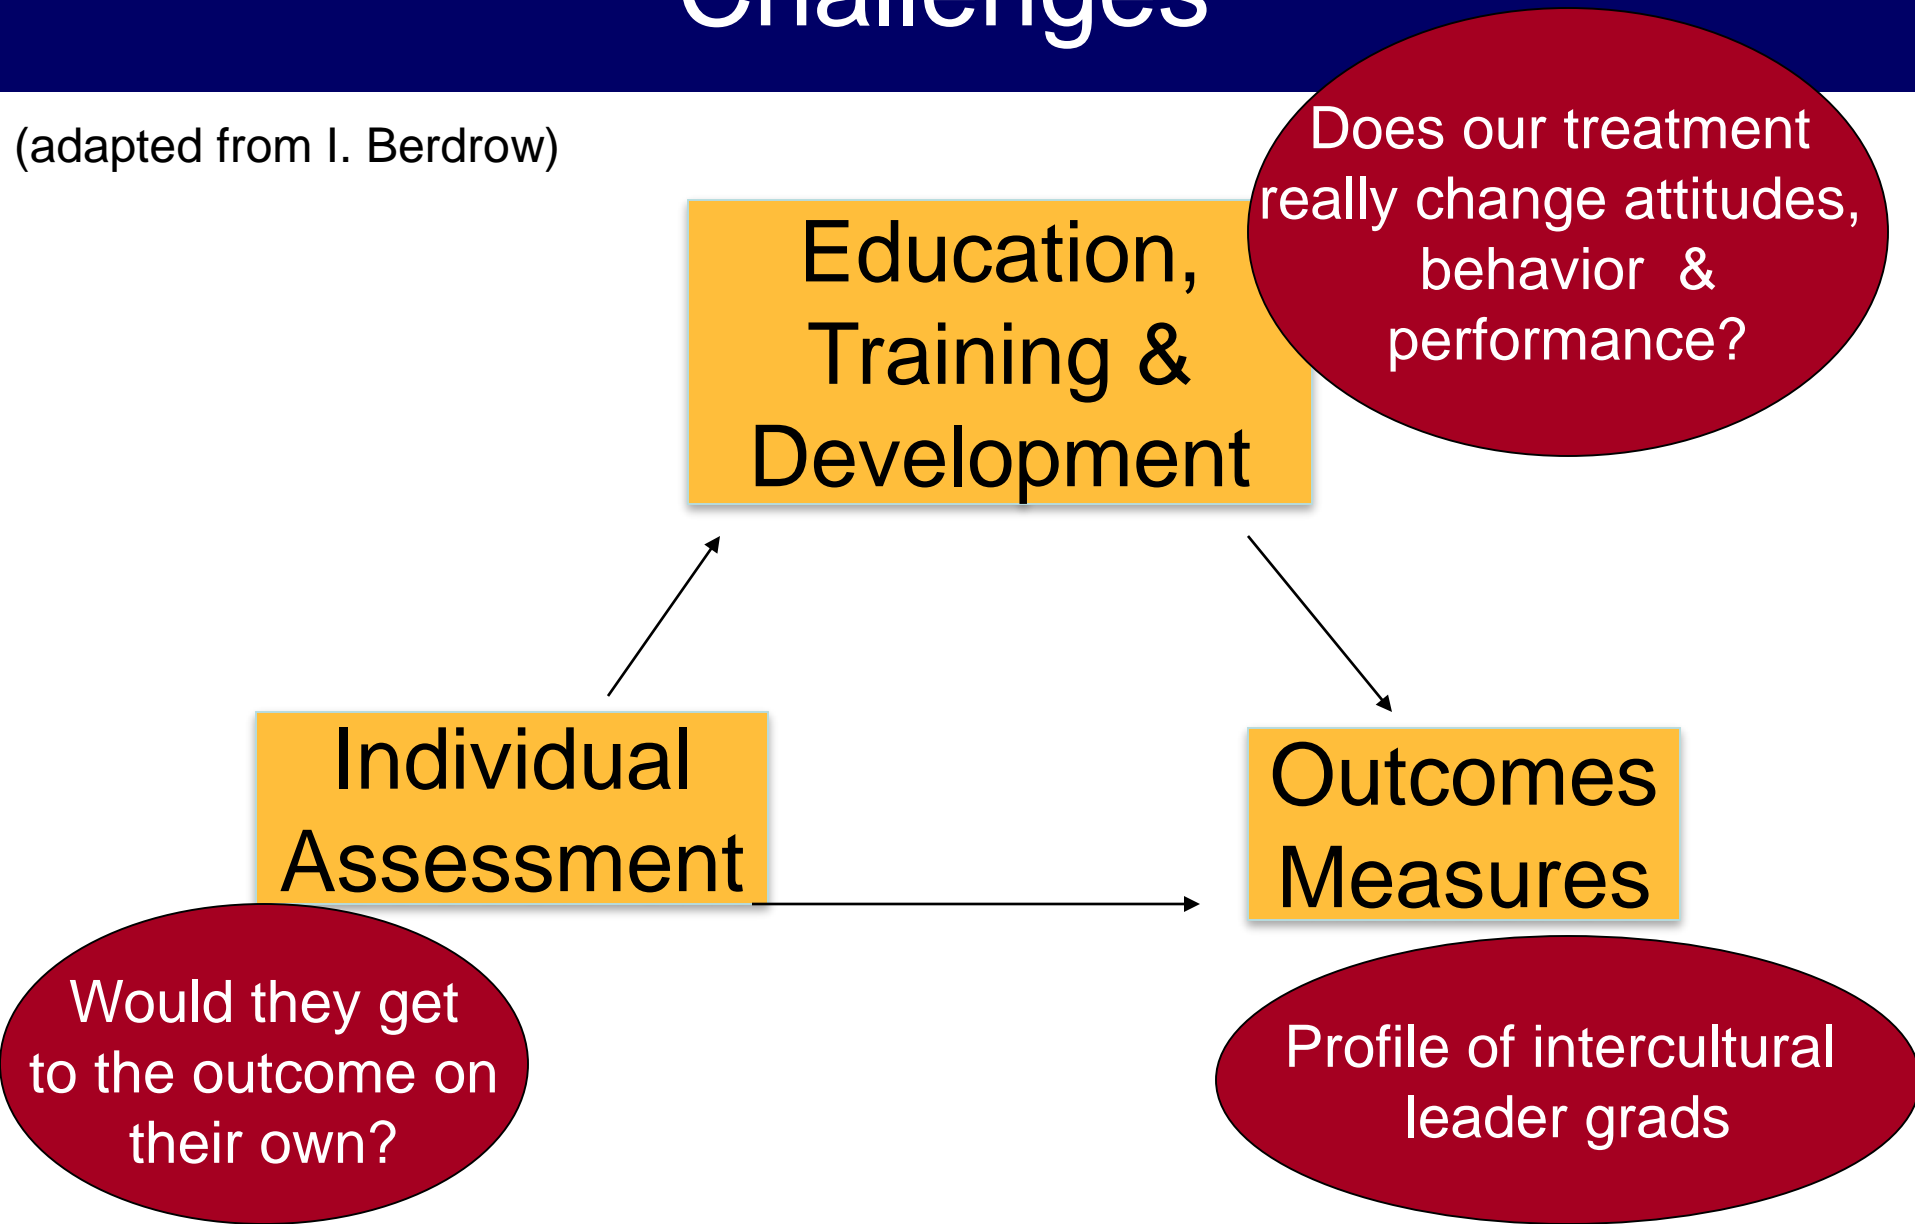 Challenges
(adapted from I. Berdrow)
Does our treatment
really change attitudes,
behavior  &
performance?
Education,
Training &
Development
Individual
Assessment
Outcomes
Measures
Would they get
to the outcome on
their own?
Profile of intercultural
leader grads